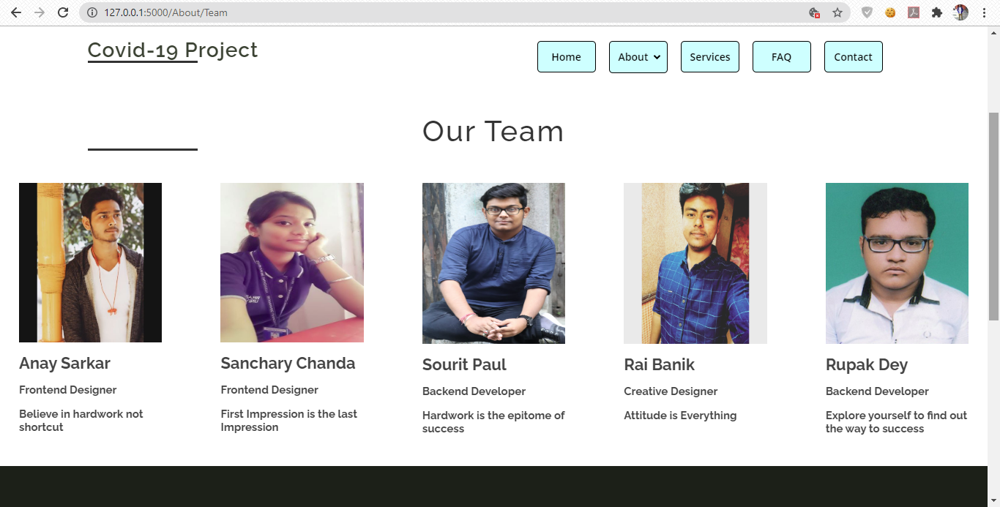 127.0.0.1:5000/About/Team
Covid-19 Project
Home About Services FAQ Contact
Our Team
Anay Sarkar
Frontend Designer
Believe in hardwork not
shortcut
Sanchary Chanda
Frontend Designer
First Impression is the last
Impression
Sourit Paul
Backend Developer
Hardwork is the epitome of
success
Rai Banik
Creative Designer
Attitude is Everything
Rupak Dey
Backend Developer
Explore yourself to find out
the way to success